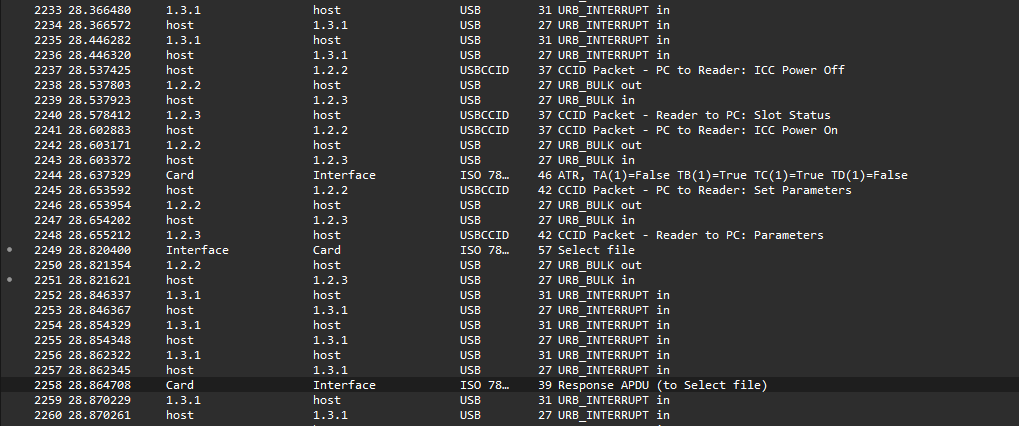 2233 28.366480 1.3.1 host USB 31 URB_INTERRUPT in
2234 28.366572 host 1.3.1 USB 27 URB_INTERRUPT in
2235 28.446282 1.3.1 host USB 31 URB_INTERRUPT in
2236 28.446320 host 1.3.1 USB 27 URB_INTERRUPT in
2237 28.537425 host 1.2.2 USBCCID 37 CCID Packet - PC to Reader: ICC Power Off
2238 28.537803 1.2.2 host USB 27 URB_BULK out
2239 28.537923 host 1.2.3 USB 27 URB_BULK in
2240 28.578412 1.2.3 host USBCCID 37 CCID Packet - Reader to PC: Slot Status
2241 28.602883 host 1.2.2 USBCCID 37 CCID Packet - PC to Reader: ICC Power On
2242 28.603171 1.2.2 host USB 27 URB_BULK out
2243 28.603372 host 1.2.3 USB 27 URB_BULK in
2244 28.637329 Card Interface ISO 78… 46 ATR, TA(1)=False TB(1)=True TC(1)=True TD(1)=False
2245 28.653592 host 1.2.2 USBCCID 42 CCID Packet - PC to Reader: Set Parameters
2246 28.653954 1.2.2 host USB 27 URB_BULK out
2247 28.654202 host 1.2.3 USB 27 URB_BULK in
2248 28.655212 1.2.3 host USBCCID 42 CCID Packet - Reader to PC: Parameters
2249 28.820400 Interface Card ISO 78… 57 Select file
2250 28.821354 1.2.2 host USB 27 URB_BULK out
2251 28.821621 host 1.2.3 USB 27 URB_BULK in
2252 28.846337 1.3.1 host USB 31 URB_INTERRUPT in
2253 28.846367 host 1.3.1 USB 27 URB_INTERRUPT in
2254 28.854329 1.3.1 host USB 31 URB_INTERRUPT in
2255 28.854348 host 1.3.1 USB 27 URB_INTERRUPT in
2256 28.862322 1.3.1 host USB 31 URB_INTERRUPT in
2257 28.862345 host 1.3.1 USB 27 URB_INTERRUPT in
2258 28.864708 Card Interface ISO 78… 39 Response APDU (to Select file)
2259 28.870229 1.3.1 host USB 31 URB_INTERRUPT in
2260 28.870261 host 1.3.1 USB 27 URB_INTERRUPT in